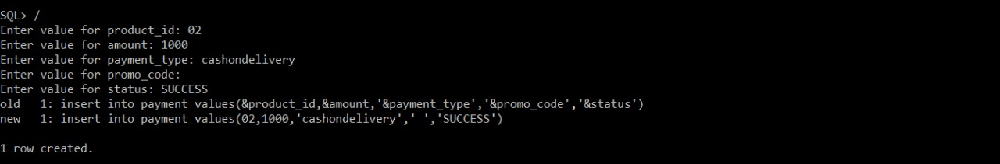 SQL> /
Enter value for product_id: 02
Enter value for amount: 1000
Enter value for payment_type: cashondelivery
Enter value for promo_code:
Enter value for status: SUCCESS
old   1: insert into payment values(&product_id,&amount,'&payment_type','&promo_code','&status')
new   1: insert into payment values(02,1000,'cashondelivery',' ','SUCCESS')
1 row created.